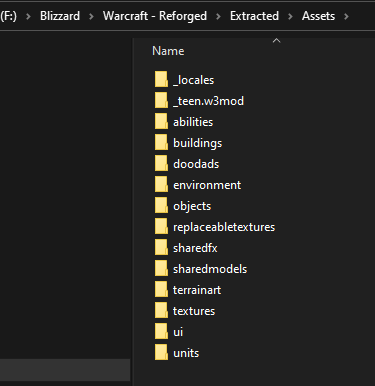 (F:) > Blizzard > Warcraft - Reforged > Extracted > Assets >
Name
_locales
_teen.w3mod
abilities
buildings
doodads
environment
objects
replaceabletextures
sharedfx
sharedmodels
terrainart
textures
ui
units